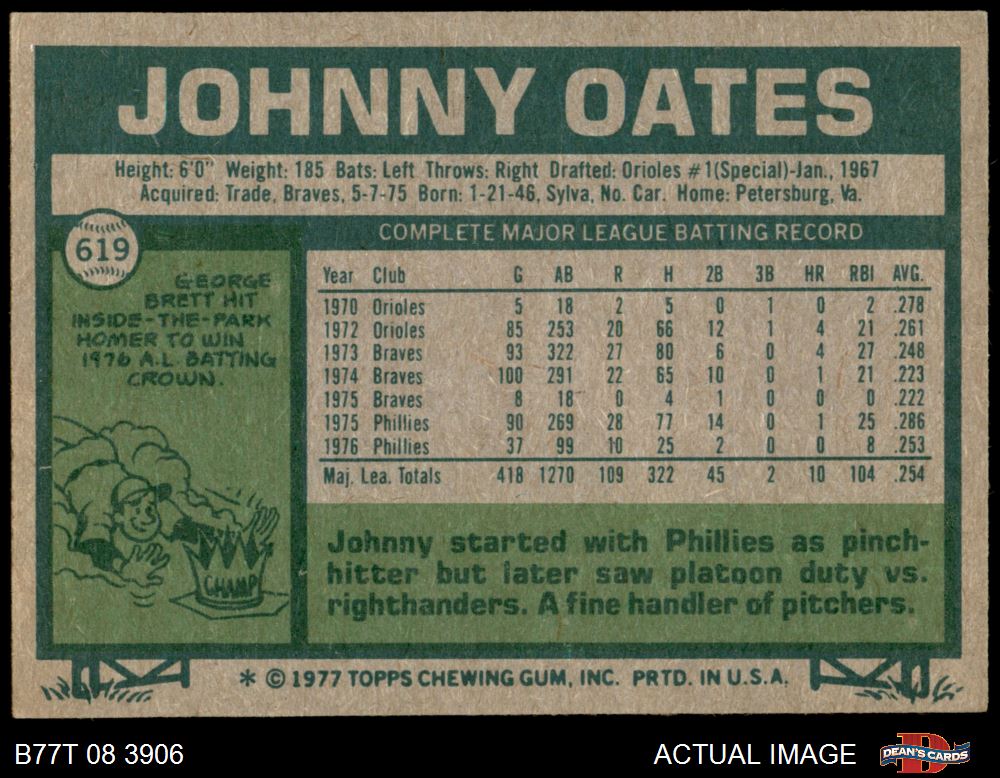 JOHNNY OATES
Height: 6'0" Weight: 185 Bats: Left Throws: Right Drafted: Orioles #1(Special)-Jan., 1967
Acquired: Trade, Braves, 5-7-75 Born: 1-21-46, Sylva, No. Car. Home: Petersburg, Va.
619
GEORGE
BRETT HIT
INSIDE-THE-PARK
HOMER TO WIN
1976 A.L. BATTING
CROWN.
CHAMP
COMPLETE MAJOR LEAGUE BATTING RECORD
Year Club G AB R H 2B 3B HR RBI AVG.
1970 Orioles 5 18 2 5 0 1 0 2 .278
1972 Orioles 85 253 20 66 12 1 4 21 .261
1973 Braves 93 322 27 80 6 0 4 27 .248
1974 Braves 100 291 22 65 10 0 1 21 .223
1975 Braves 8 18 0 4 1 0 0 0 .222
1975 Phillies 90 269 28 77 14 0 1 25 .286
1976 Phillies 37 99 10 25 2 0 0 8 .253
Maj. Lea. Totals 418 1270 109 322 45 2 10 104 .254
Johnny started with Phillies as pinch-
hitter but later saw platoon duty vs.
righthanders. A fine handler of pitchers.
* © 1977 TOPPS CHEWING GUM, INC. PRTD. IN U.S.A.
B77T 08 3906
ACTUAL IMAGE
D
DEAN'S CARDS